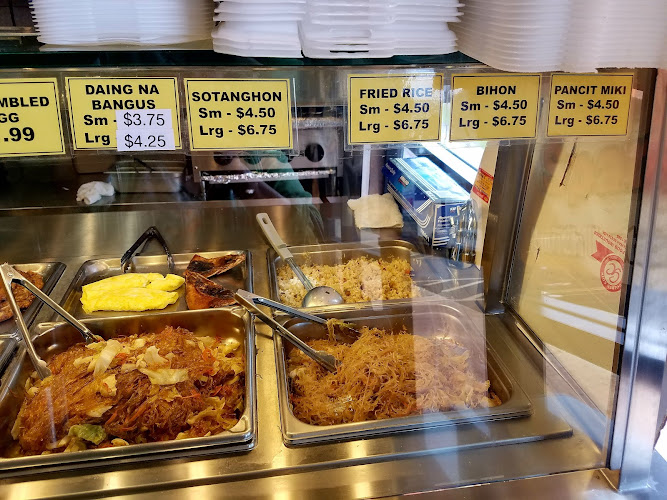 .99
DAING NA
BANGUS
Sm - $3.75
Lrg - $4.25
SOTANGHON
Sm - $4.50
Lrg - $6.75
FRIED RICE
Sm - $4.50
Lrg - $6.75
BIHON
Sm - $4.50
Lrg - $6.75
PANCIT MIKI
Sm - $4.50
Lrg - $6.75